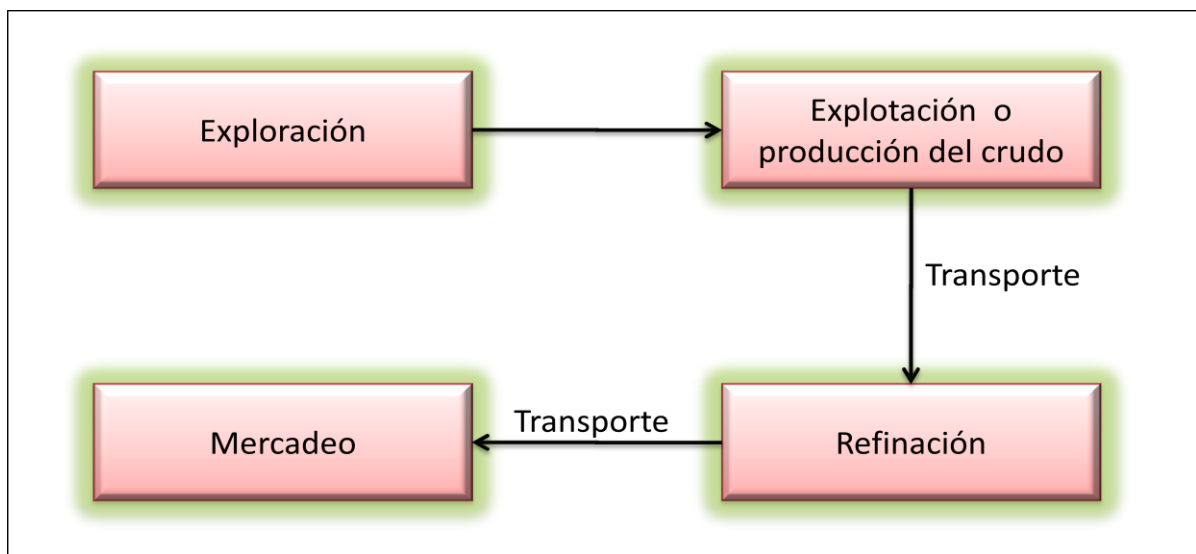 Exploración
Explotación o
producción del crudo
Transporte
Refinación
Transporte
Mercadeo